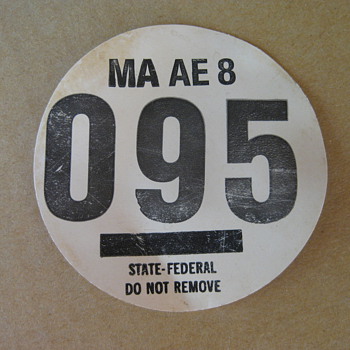 MA AE 8
095
STATE-FEDERAL
DO NOT REMOVE